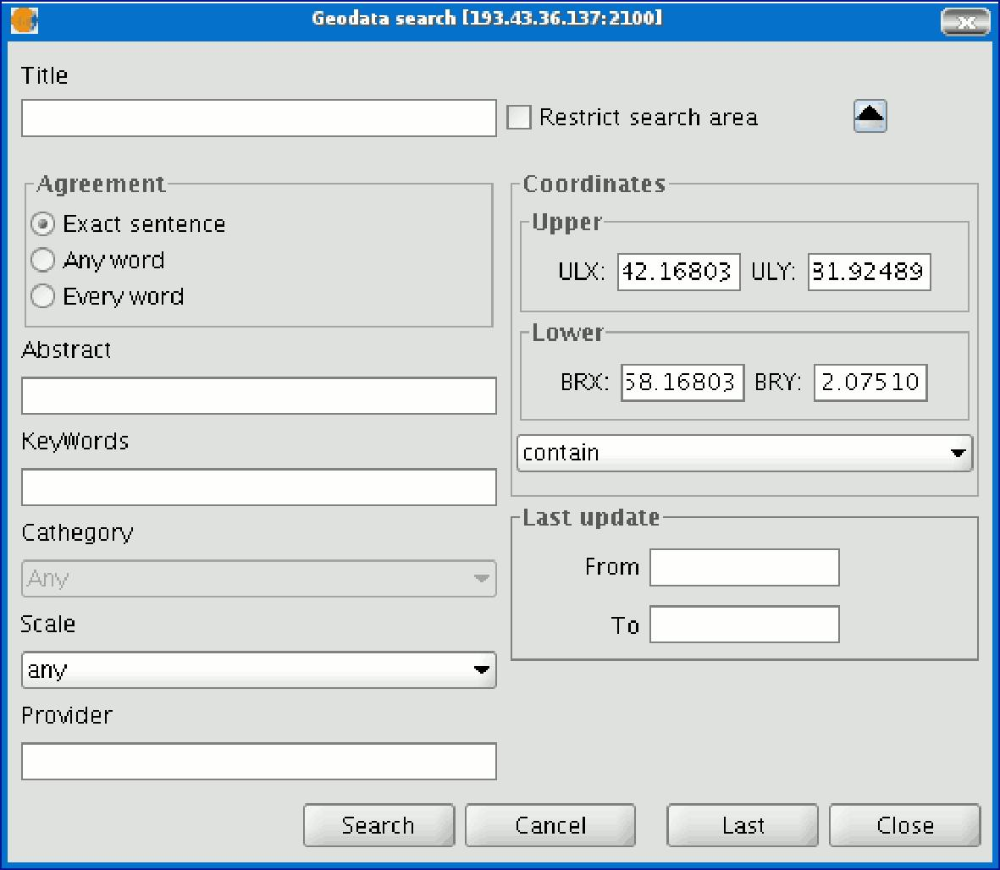 Geodata search [193.43.36.137:2100]
Title
Restrict search area
Agreement
Exact sentence
Any word
Every word
Abstract
KeyWords
Cathegory
Any
Scale
any
Provider
Coordinates
Upper
ULX: 42.16803 ULY: 31.92489
Lower
BRX: 58.16803 BRY: 2.07510
contain
Last update
From
To
Search Cancel Last Close